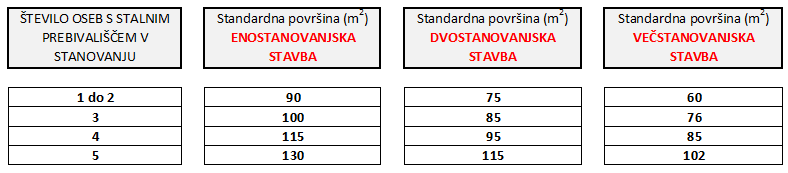 ŠTEVILO OSEB S STALNIM
PREBIVALIŠČEM V
STANOVANJU
Standardna površina (m²)
ENOSTANOVANJSKA
STAVBA
Standardna površina (m²)
DVOSTANOVANJSKA
STAVBA
Standardna površina (m²)
VEČSTANOVANJSKA
STAVBA
1 do 2 90 75 60
3 100 85 76
4 115 95 85
5 130 115 102